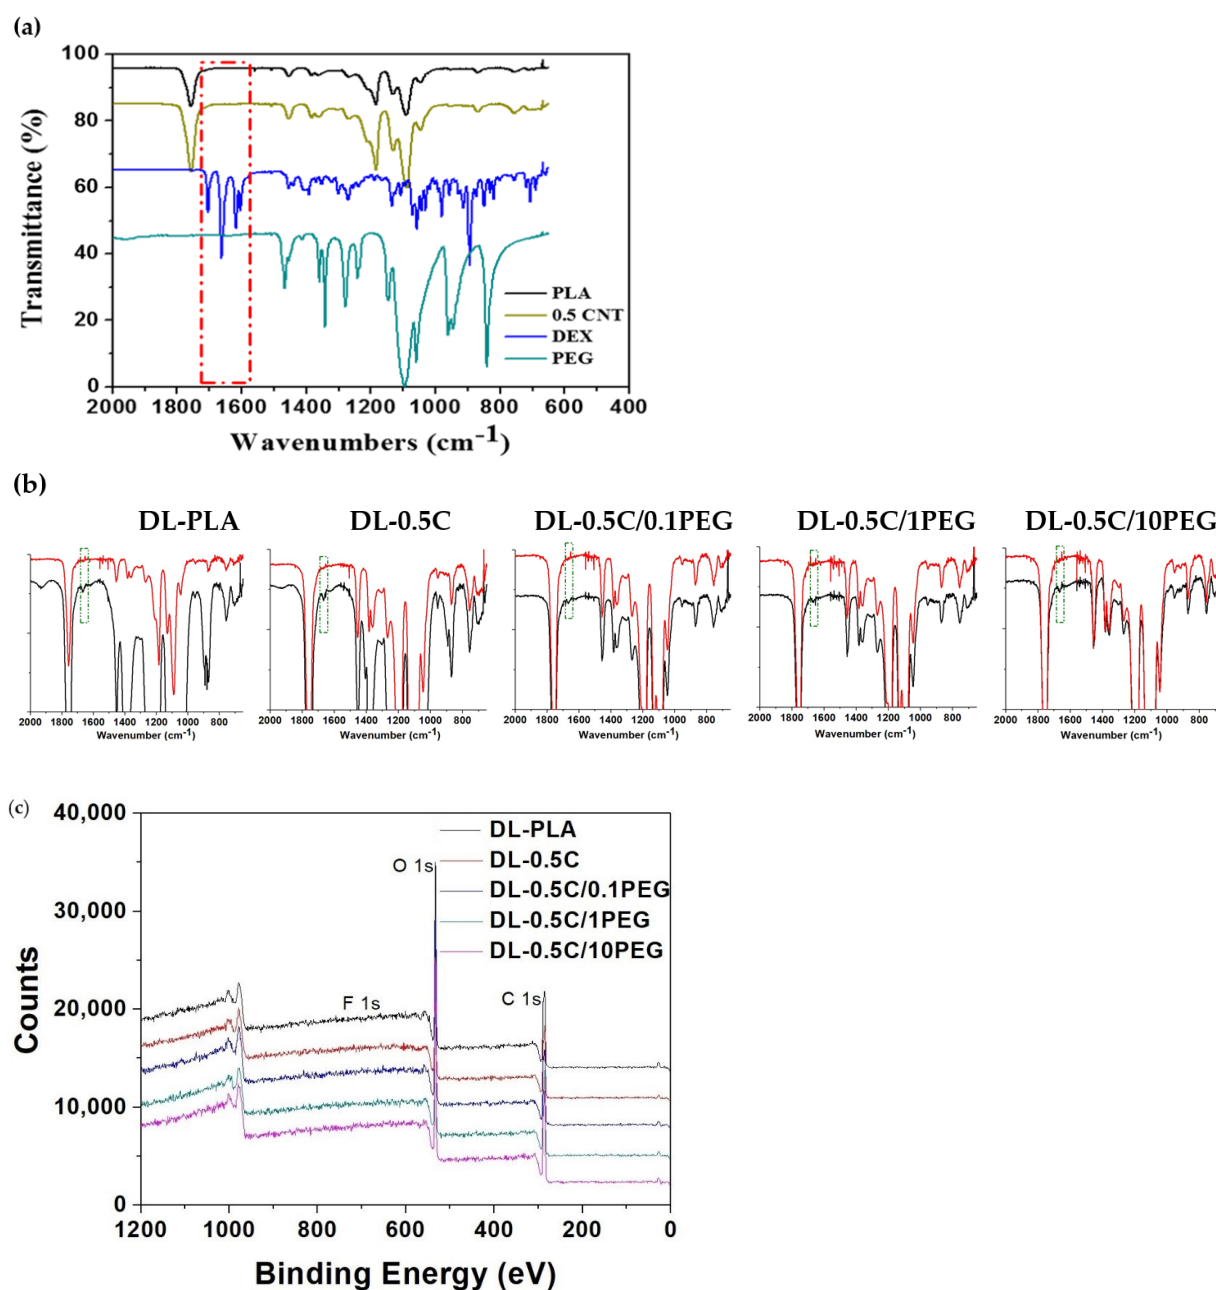 (a)
100
80
60
40
20
0
Transmittance (%)
PLA
0.5 CNT
DEX
PEG
2000 1800 1600 1400 1200 1000 800 600 400
Wavenumbers (cm-1)
(b)
DL-PLA DL-0.5C DL-0.5C/0.1PEG DL-0.5C/1PEG DL-0.5C/10PEG
2000 1800 1600 1400 1200 1000 800
Wavenumber (cm-1)
2000 1800 1600 1400 1200 1000 800
Wavenumber (cm-1)
2000 1800 1600 1400 1200 1000 800
Wavenumber (cm-1)
2000 1800 1600 1400 1200 1000 800
Wavenumber (cm-1)
2000 1800 1600 1400 1200 1000 800
Wavenumber (cm-1)
(c)
40,000
30,000
20,000
10,000
0
Counts
DL-PLA
DL-0.5C
DL-0.5C/0.1PEG
DL-0.5C/1PEG
DL-0.5C/10PEG
O 1s
F 1s
C 1s
1200 1000 800 600 400 200 0
Binding Energy (eV)